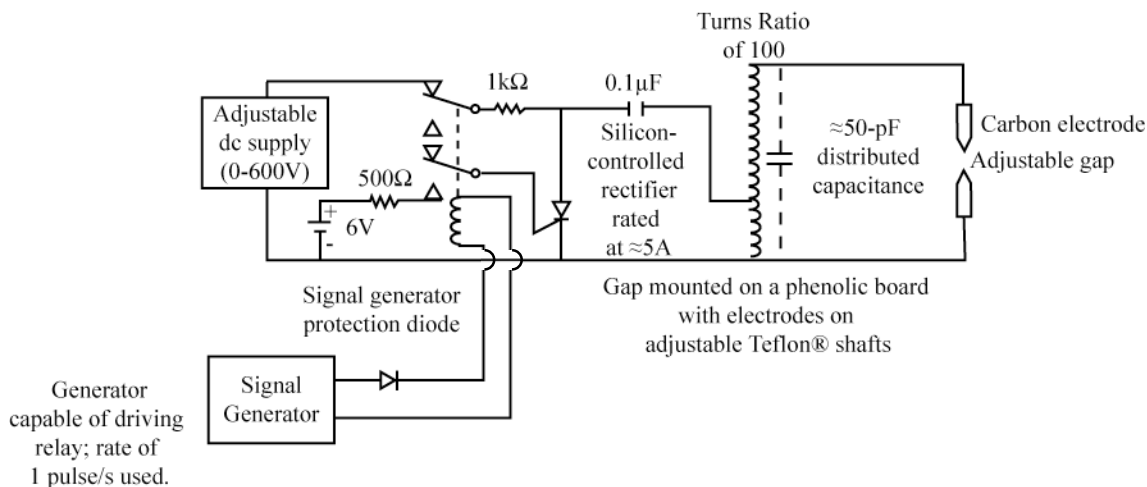 Turns Ratio
of 100
1kΩ
0.1μF
Adjustable
dc supply
(0-600V)
Silicon-
controlled
rectifier
rated
at ≈5A
≈50-pF
distributed
capacitance
Carbon electrode
Adjustable gap
500Ω
+
6V
-
Signal generator
protection diode
Gap mounted on a phenolic board
with electrodes on
adjustable Teflon® shafts
Signal
Generator
Generator
capable of driving
relay; rate of
1 pulse/s used.